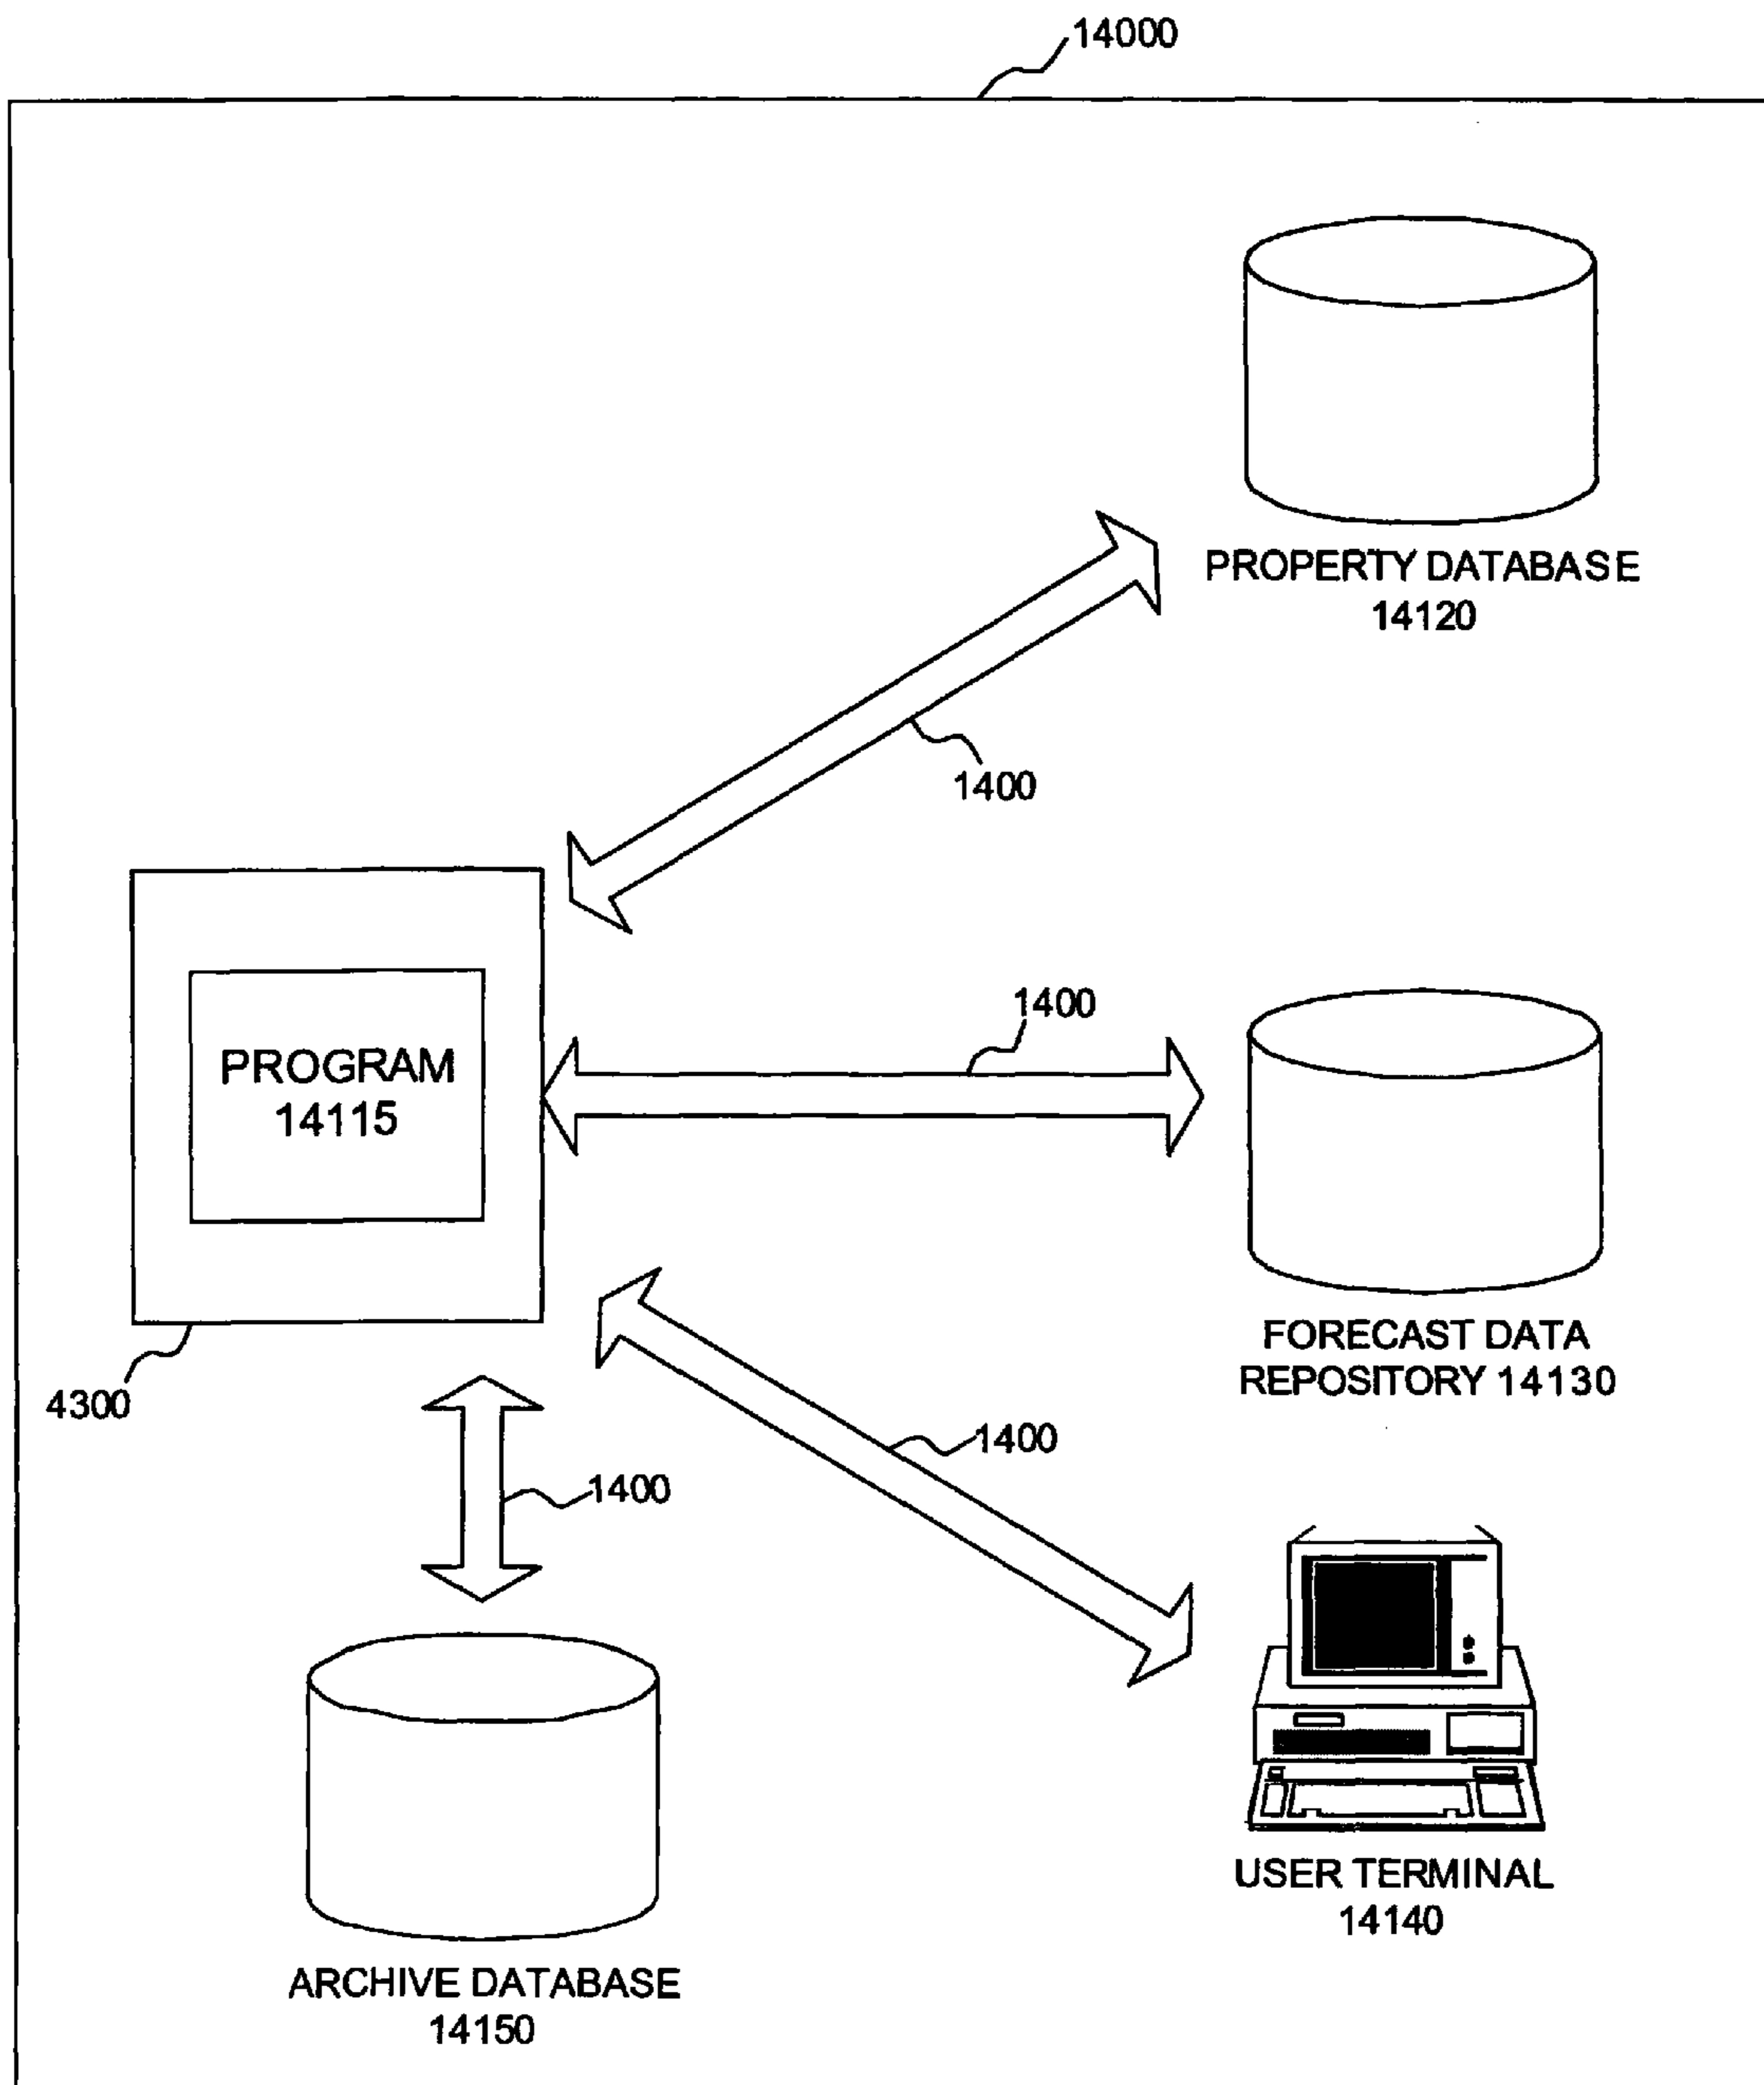 14000
PROPERTY DATABASE
14120
1400
1400
PROGRAM
14115
FORECAST DATA
REPOSITORY 14130
4300
1400
1400
USER TERMINAL
14140
ARCHIVE DATABASE
14150